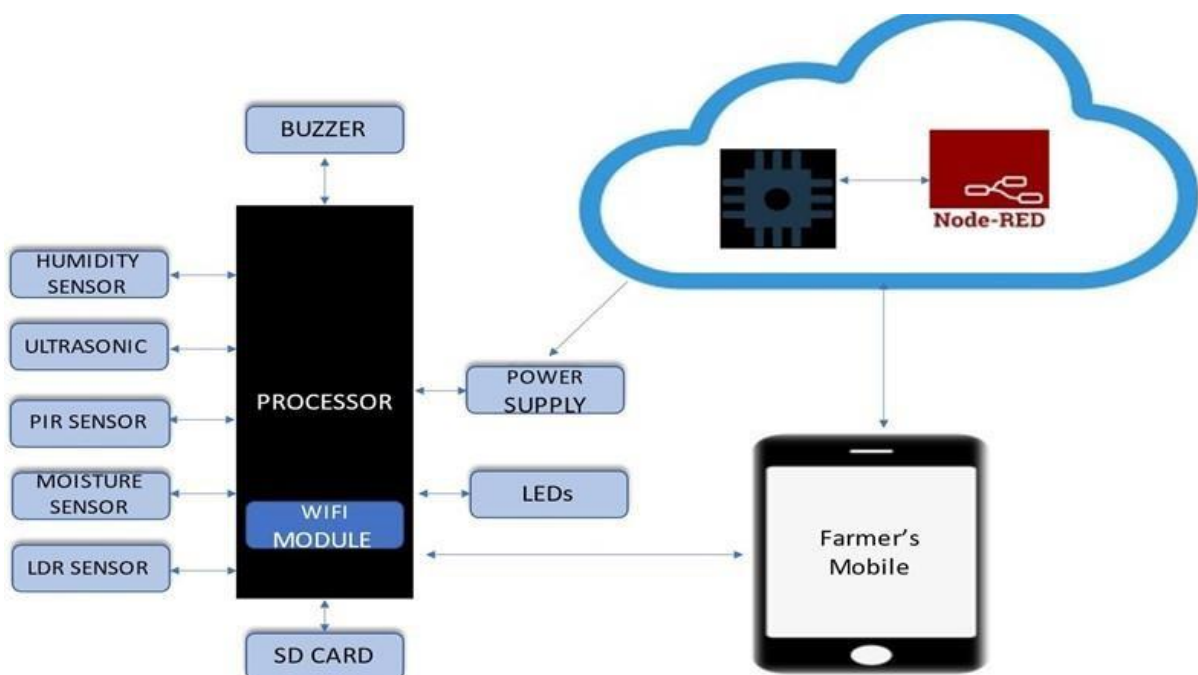 BUZZER
Node-RED
HUMIDITY
SENSOR
ULTRASONIC
PIR SENSOR
MOISTURE
SENSOR
LDR SENSOR
PROCESSOR
WIFI
MODULE
POWER
SUPPLY
LEDs
Farmer's
Mobile
SD CARD